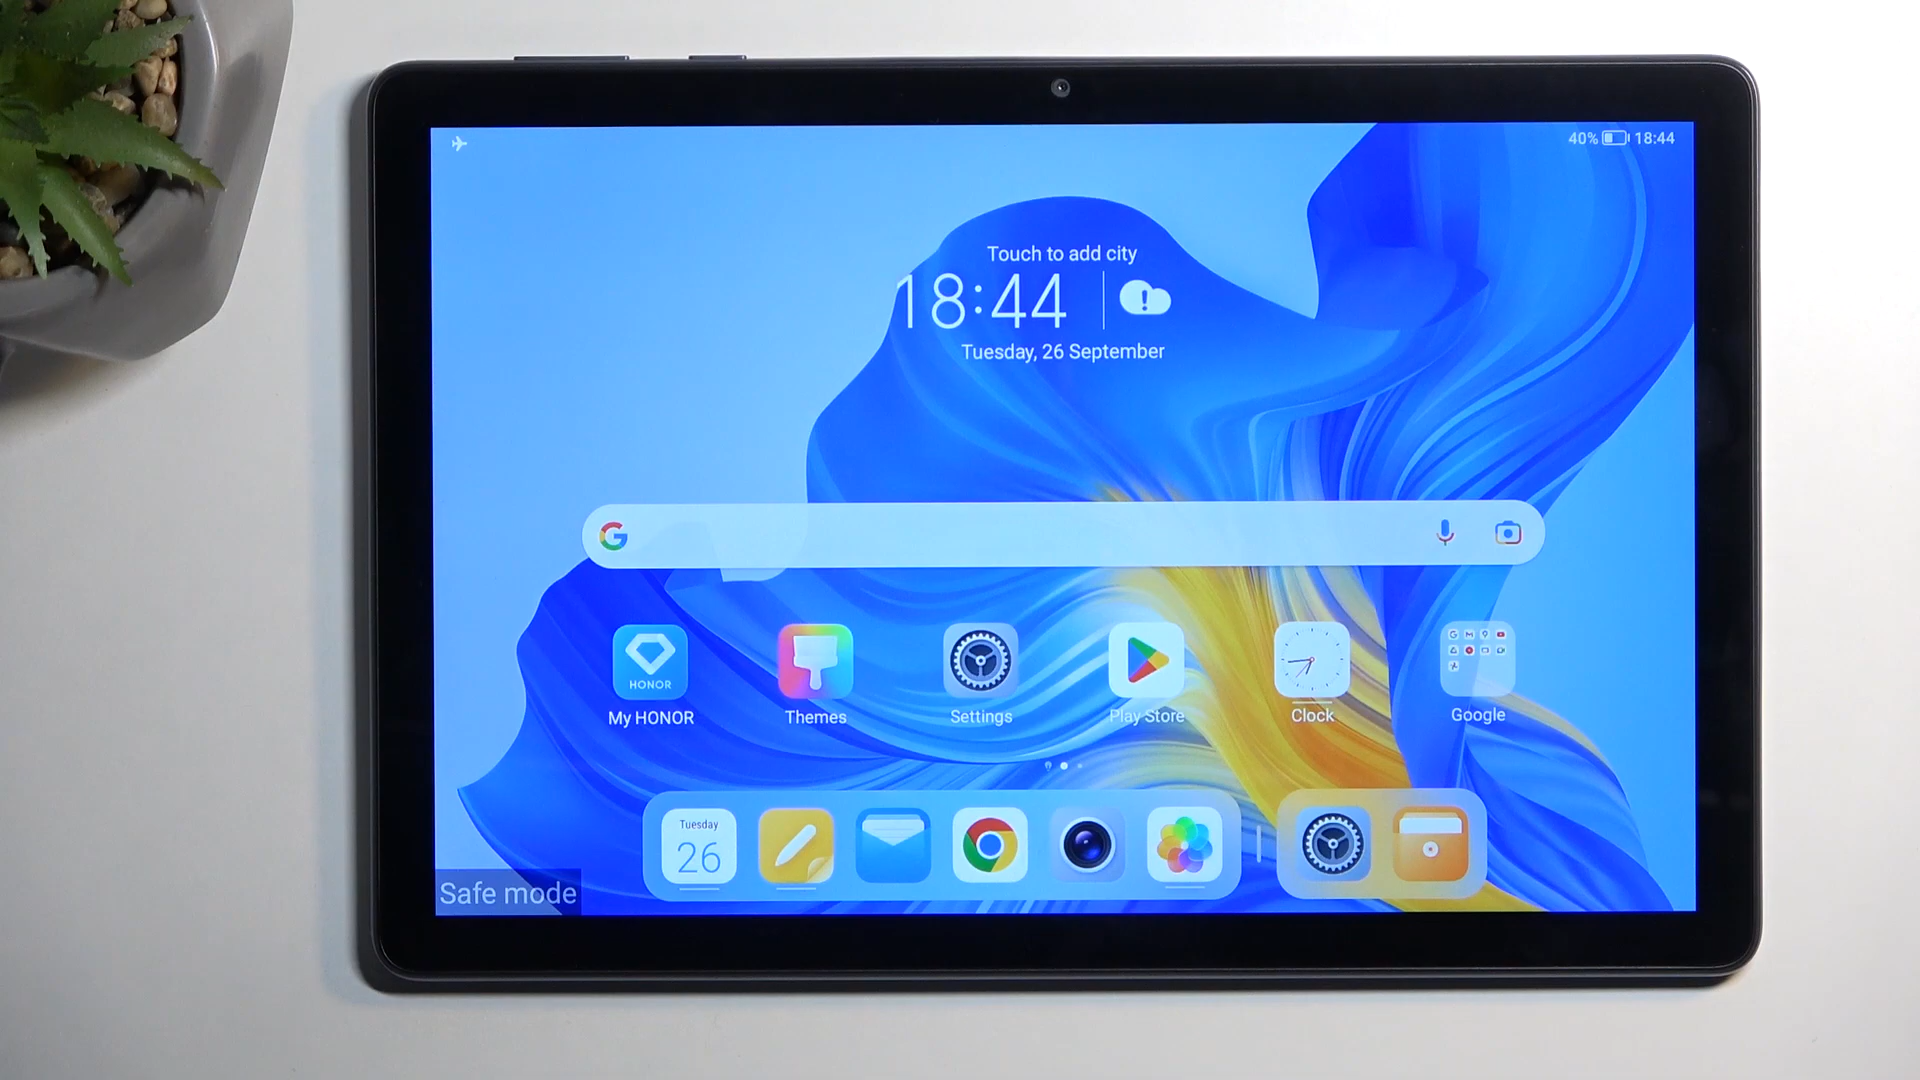 40% 18:44
Touch to add city
18:44
Tuesday, 26 September
HONOR
My HONOR
Themes
Settings
Play Store
Clock
Google
Tuesday
26
Safe mode